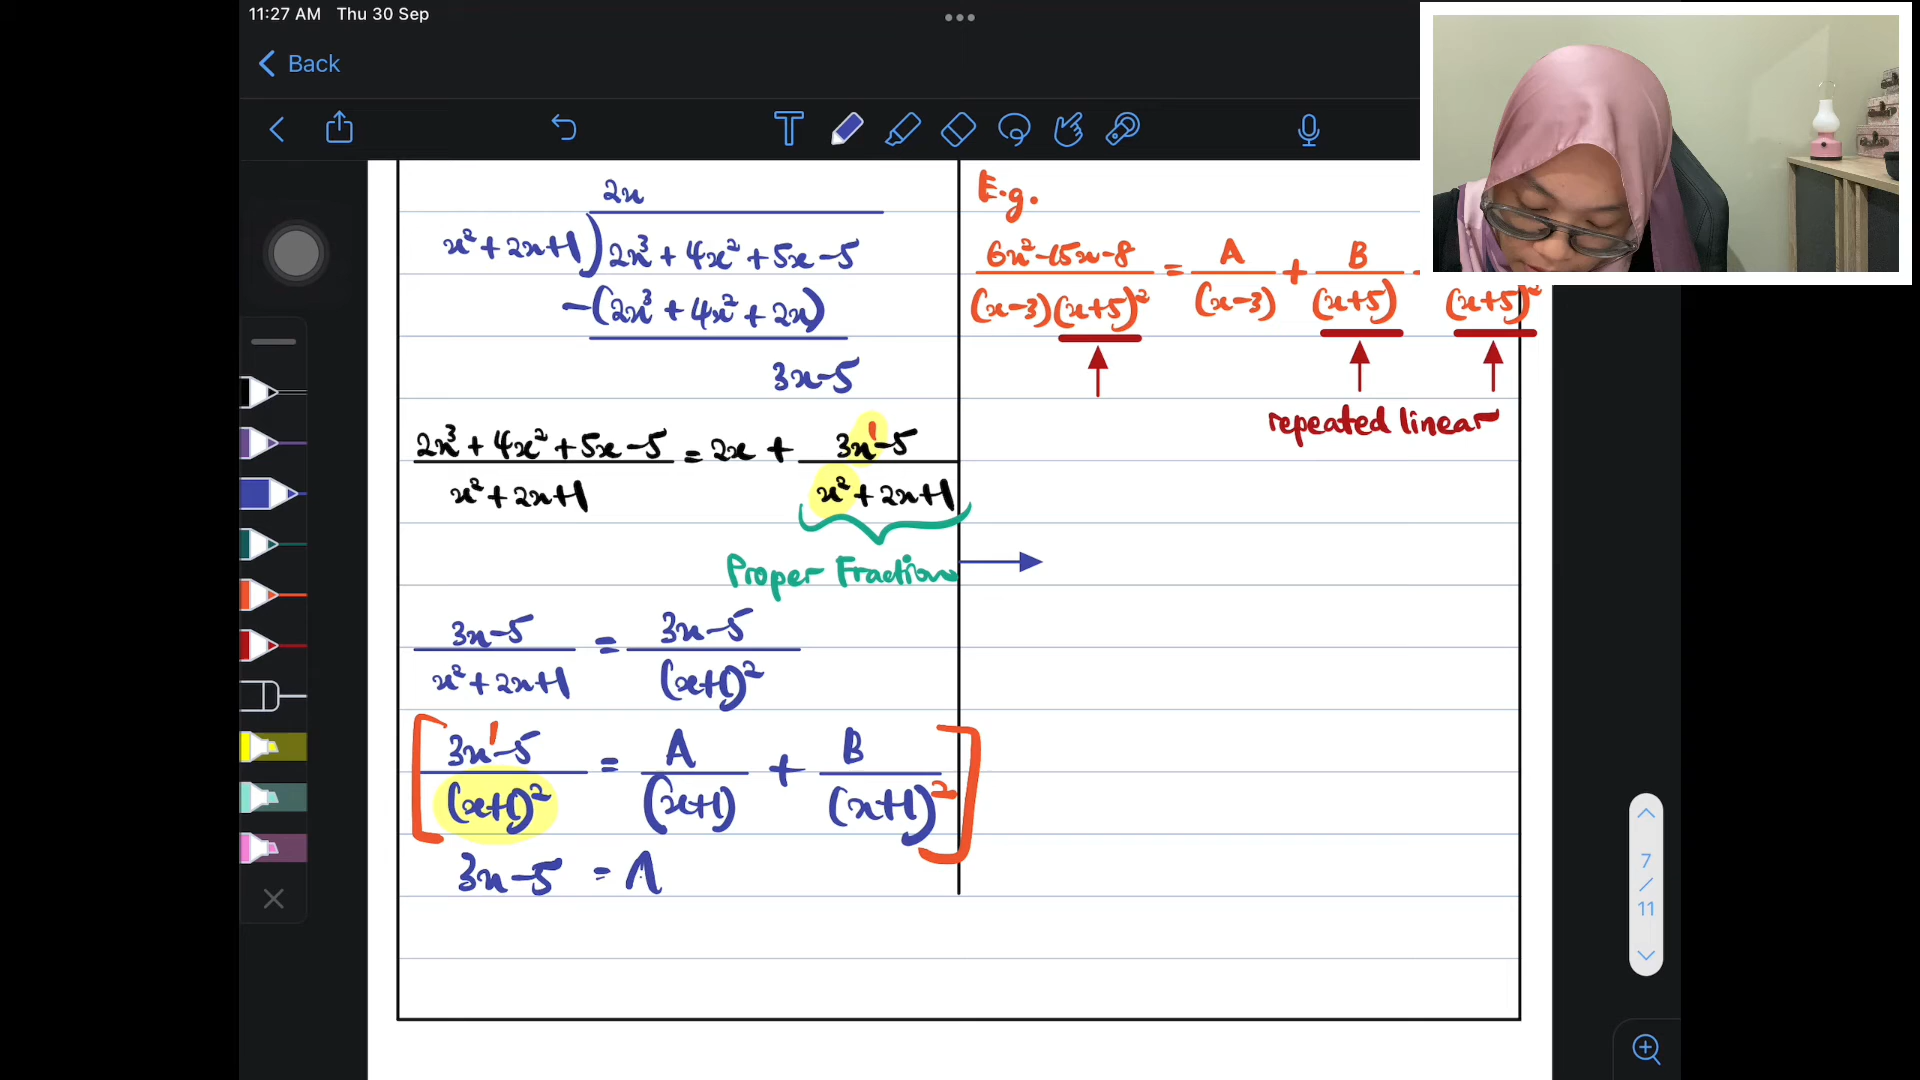 11:27 AM Thu 30 Sep
Back
2x
x² + 2x + 1 ) 2x³ + 4x² + 5x - 5
-(2x³ + 4x² + 2x)
3x - 5
(2x³ + 4x² + 5x - 5)/(x² + 2x + 1) = 2x + (3x¹ - 5)/(x² + 2x + 1)
Proper Fraction
(3x - 5)/(x² + 2x + 1) = (3x - 5)/(x+1)²
[(3x¹ - 5)/(x+1)² = A/(x+1) + B/(x+1)²]
3x - 5 = A
E.g.
(6x² - 15x - 8)/((x-3)(x+5)²) = A/(x-3) + B/(x+5)
(x+5)²
repeated linear
7
/
11